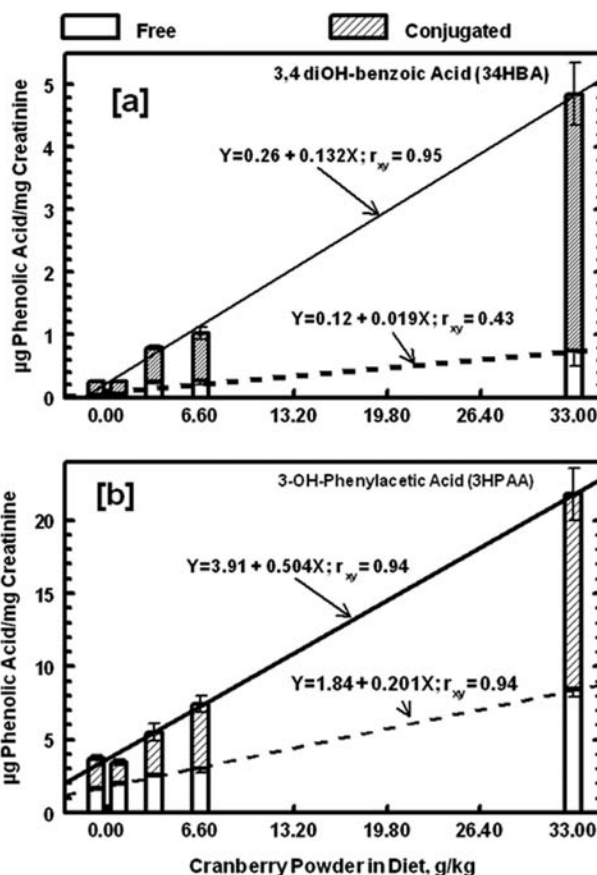 Free Conjugated
3,4 diOH-benzoic Acid (34HBA)
[a]
Y=0.26 + 0.132X; rxy = 0.95
Y=0.12 + 0.019X; rxy = 0.43
µg Phenolic Acid/mg Creatinine
5
4
3
2
1
0
0.00 6.60 13.20 19.80 26.40 33.00
[b]
3-OH-Phenylacetic Acid (3HPAA)
Y=3.91 + 0.504X; rxy = 0.94
Y=1.84 + 0.201X; rxy = 0.94
µg Phenolic Acid/mg Creatinine
20
15
10
5
0
0.00 6.60 13.20 19.80 26.40 33.00
Cranberry Powder in Diet, g/kg